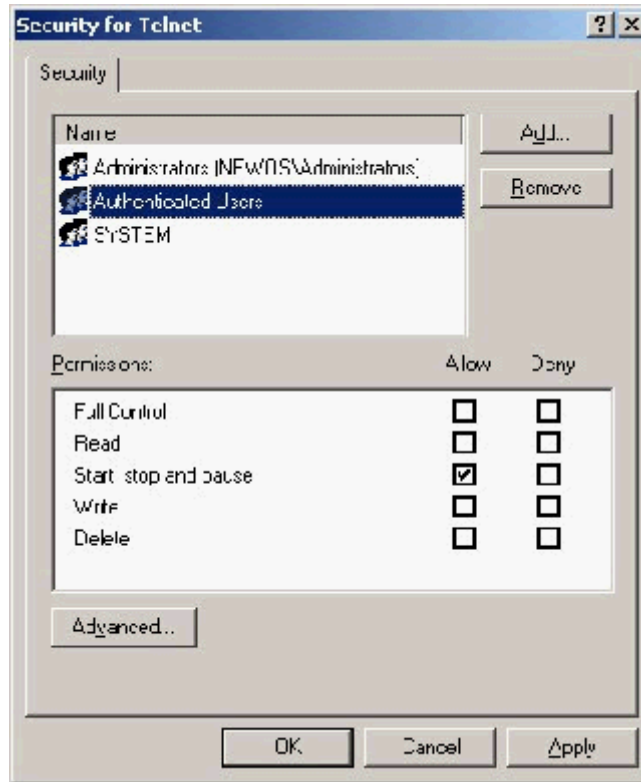 Security for Telnet
Security
Name
Add...
Administrators (NEWOS\Administrators)
Remove
Authenticated Users
SYSTEM
Permissions: Allow Deny
Full Control
Read
Start, stop and pause
Write
Delete
Advanced...
OK Cancel Apply